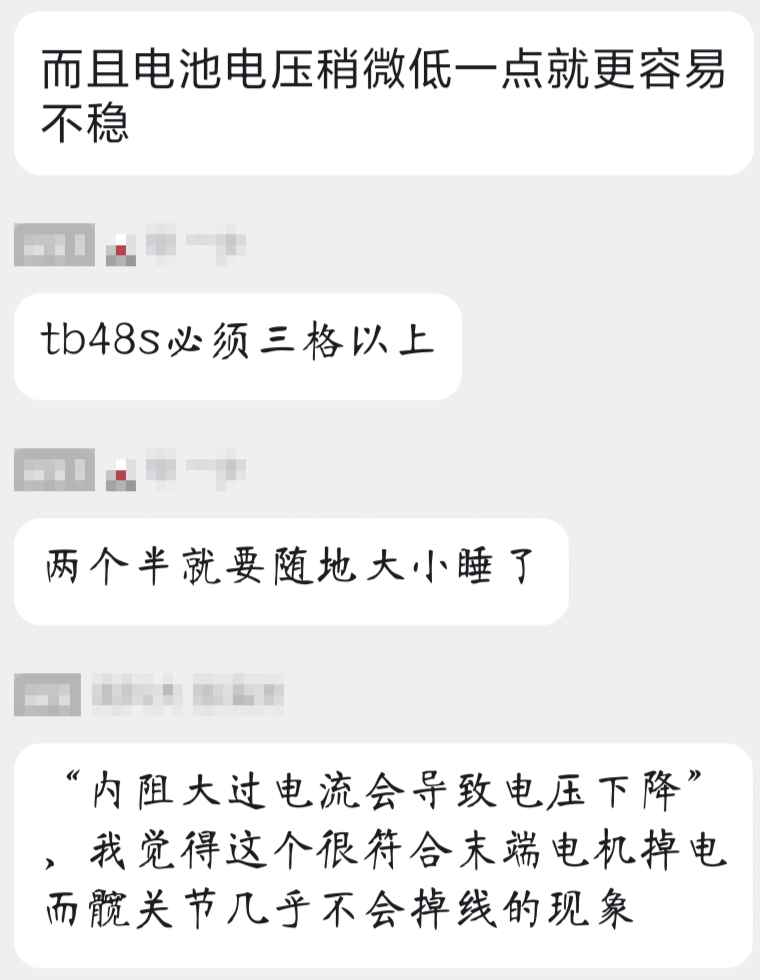 而且电池电压稍微低一点就更容易
不稳
tb48s必须三格以上
两个半就要随地大小睡了
“内阻大过电流会导致电压下降”
，我觉得这个很符合末端电机掉电
而髋关节几乎不会掉线的现象